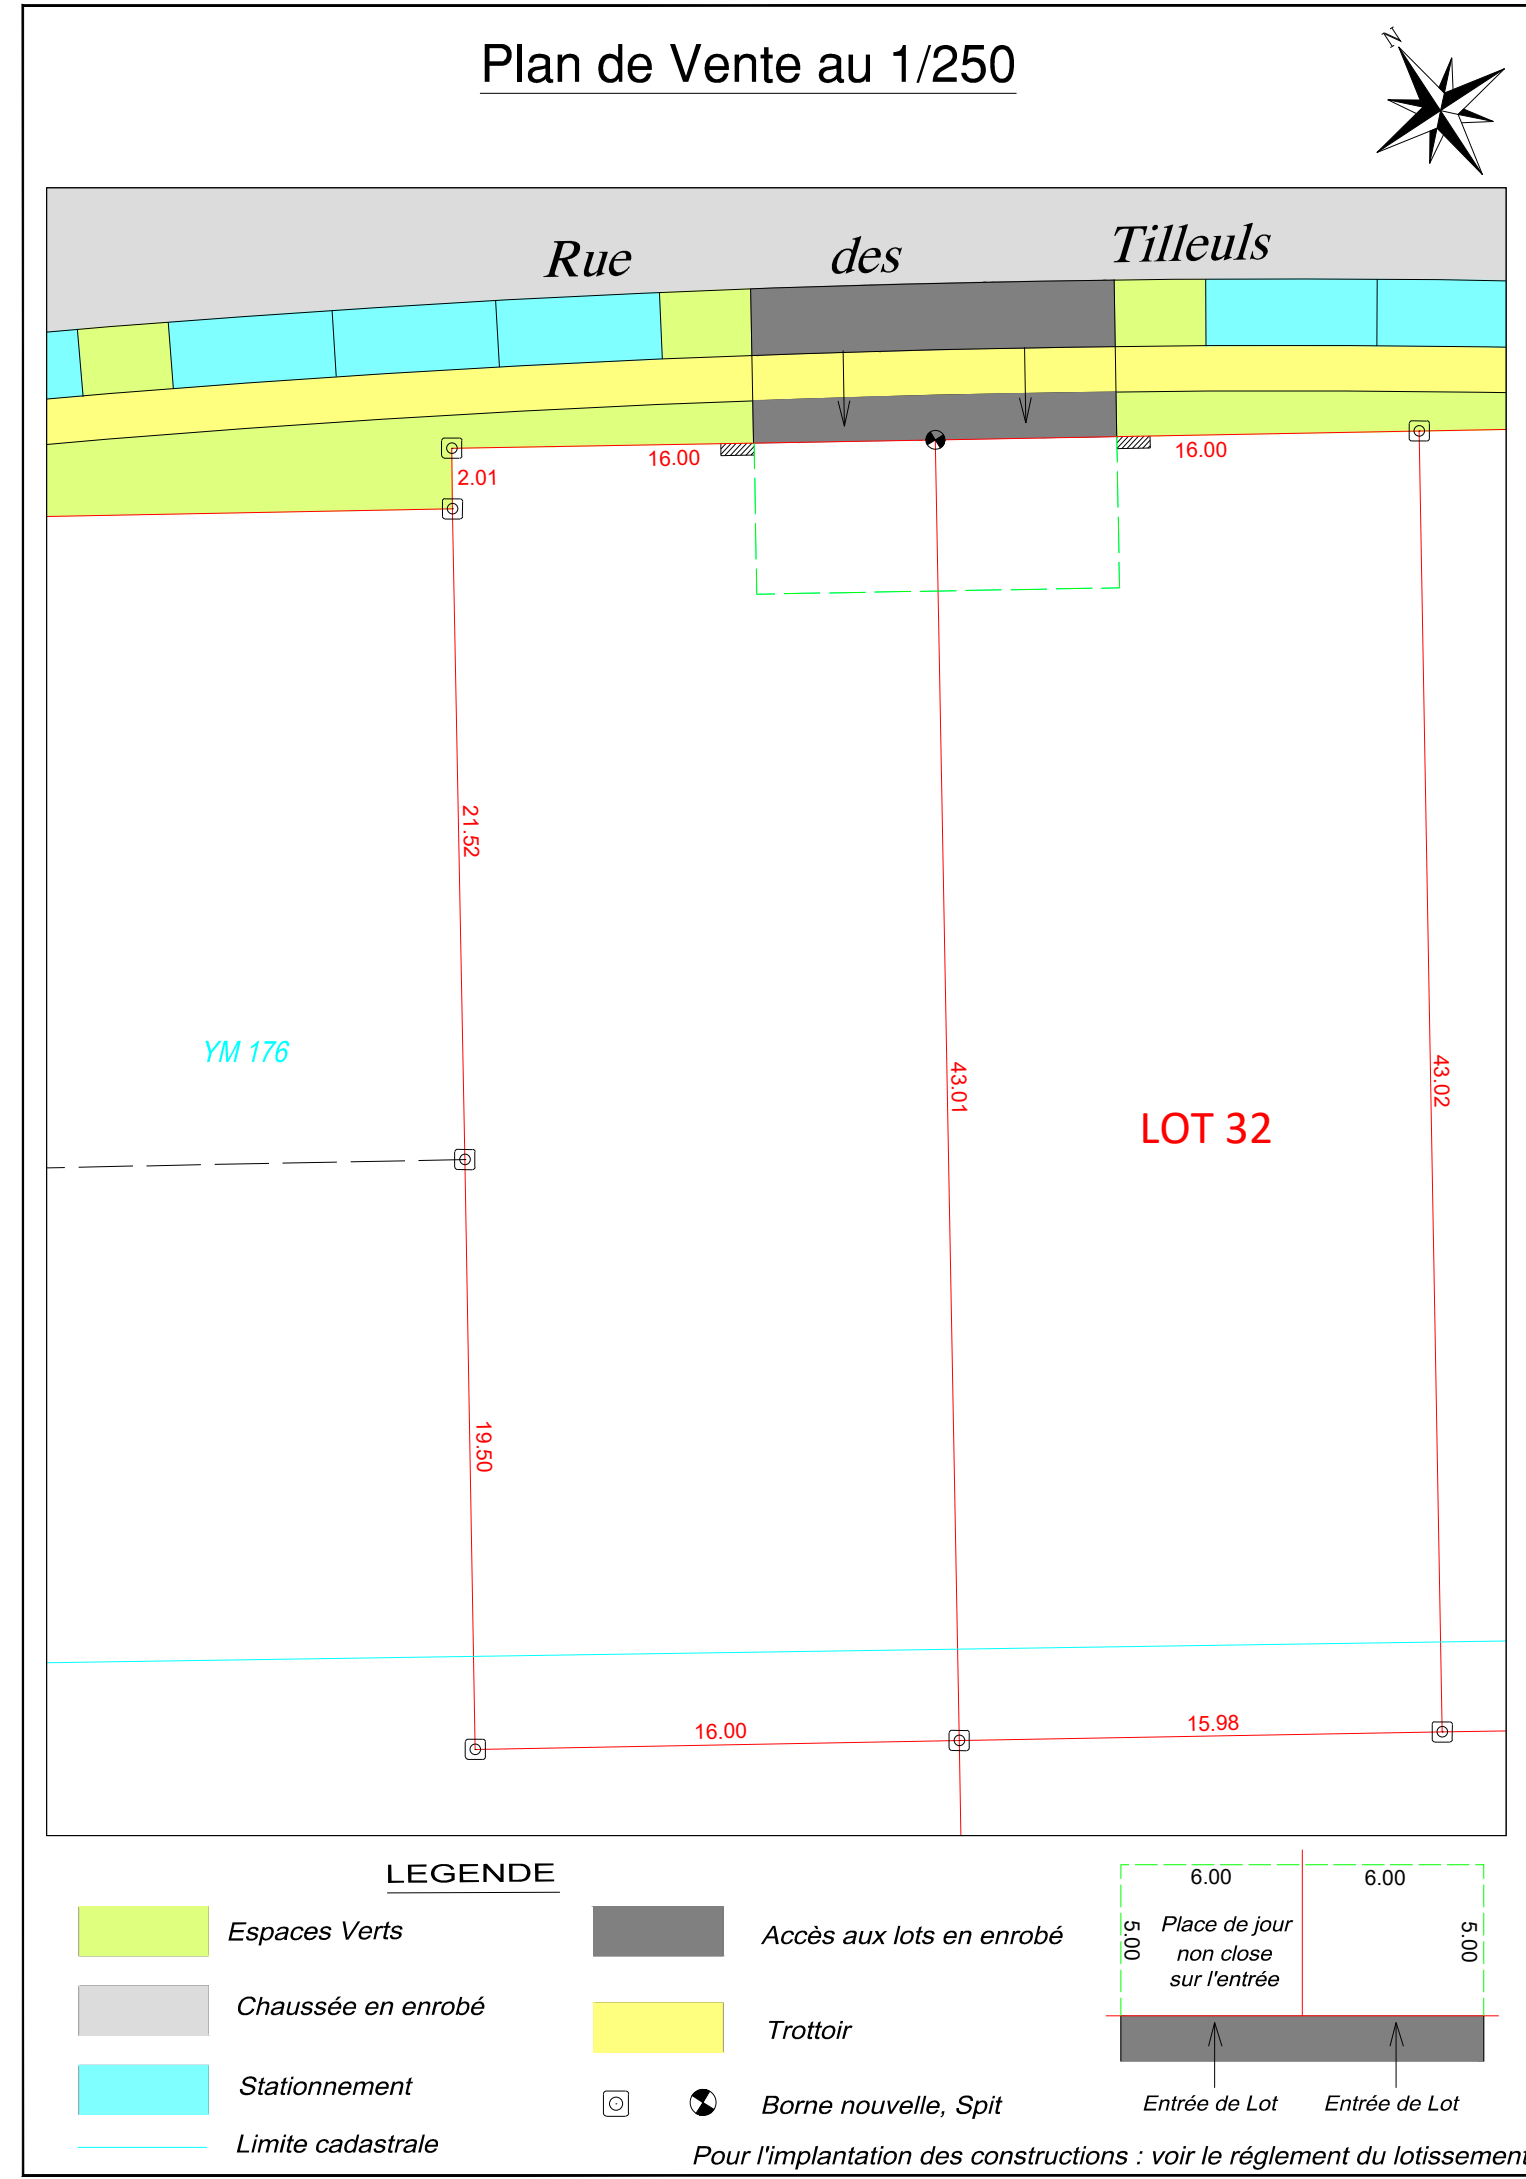 Plan de Vente au 1/250
N
Rue des Tilleuls
16.00
16.00
2.01
21.52
YM 176
43.01
43.02
LOT 32
19.50
16.00
15.98
LEGENDE
Espaces Verts
Chaussée en enrobé
Stationnement
Limite cadastrale
Accès aux lots en enrobé
Trottoir
Borne nouvelle, Spit
6.00
6.00
5.00
5.00
Place de jour
non close
sur l'entrée
Entrée de Lot
Entrée de Lot
Pour l'implantation des constructions : voir le réglement du lotissement